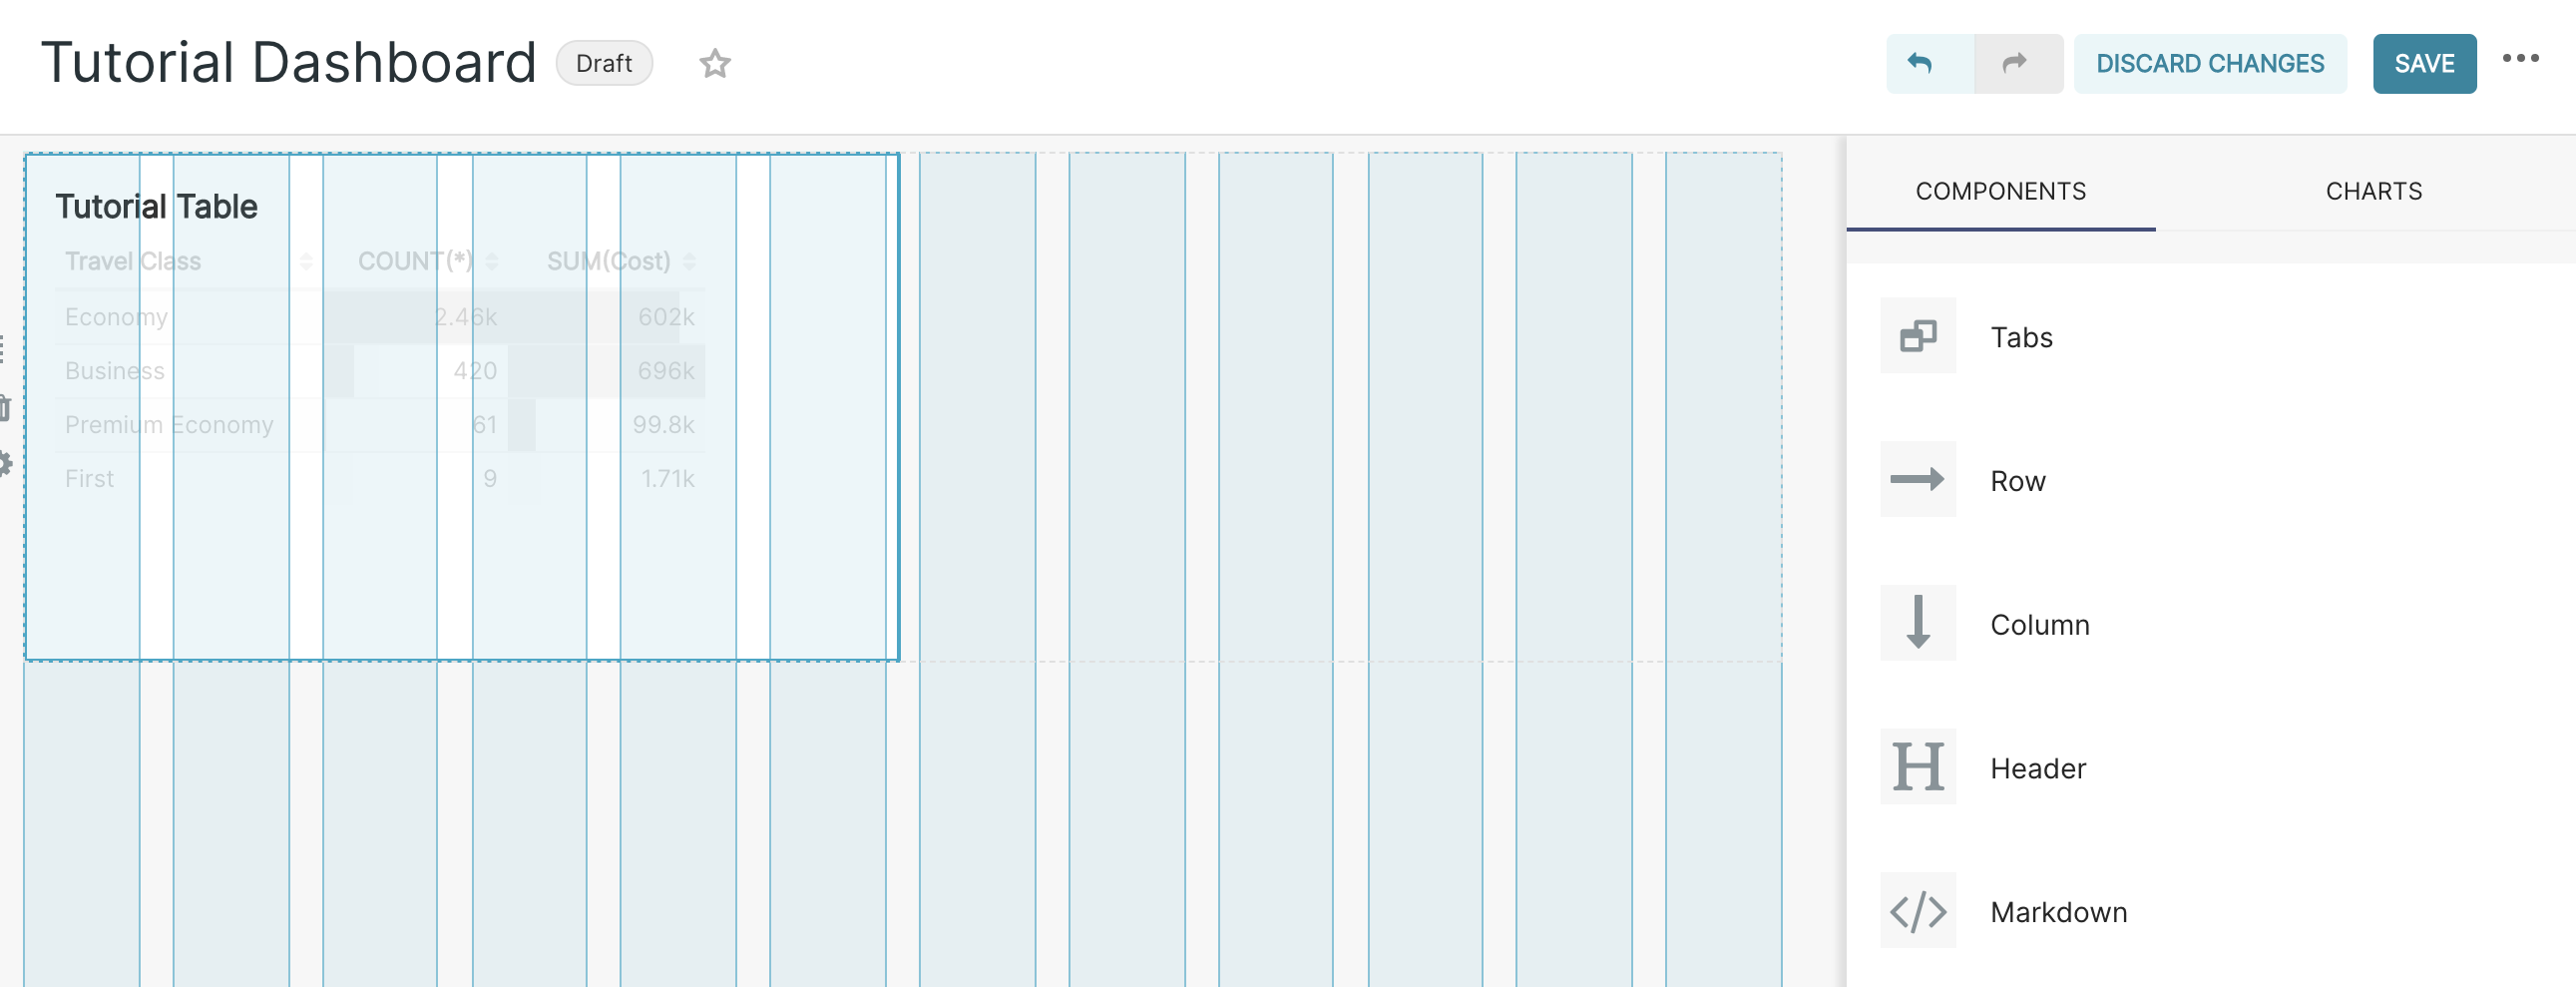 Tutorial Dashboard Draft DISCARD CHANGES SAVE
COMPONENTS CHARTS
Tutorial Table
Travel Class COUNT(*) SUM(Cost)
Economy 2.46k 602k
Business 420 696k
Premium Economy 61 99.8k
First 9 1.71k
Tabs
Row
Column
H Header
</> Markdown